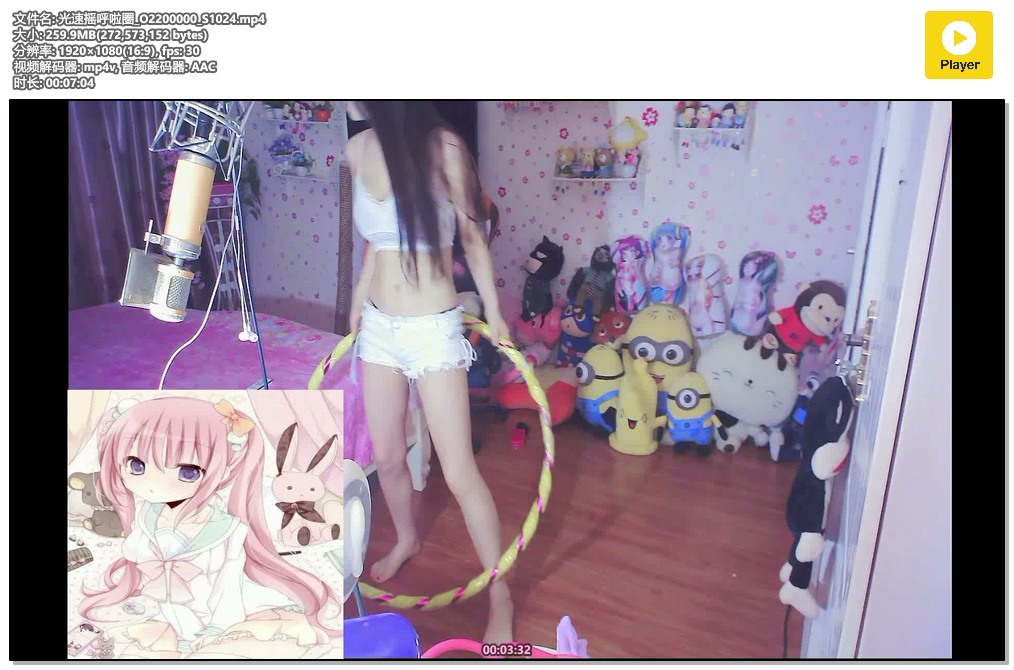 文件名: 光速摇呼啦圈_O2200000_S1024.mp4
大小: 259.9MB(272,573,152 bytes)
分辨率: 1920×1080(16:9), fps: 30
视频解码器: mp4v, 音频解码器: AAC
时长: 00:07:04
Player
00:03:32